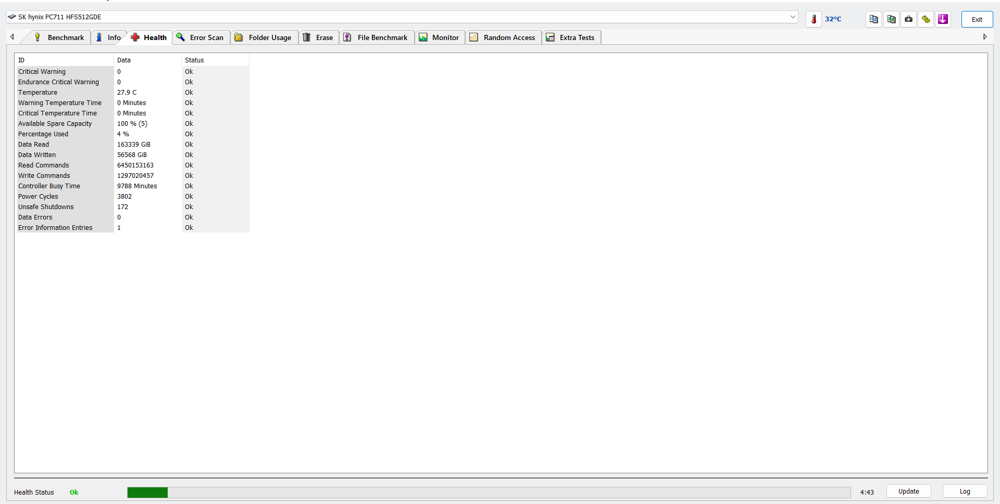 SK hynix PC711 HFS512GDE
32°C
Exit
Benchmark Info Health Error Scan Folder Usage Erase File Benchmark Monitor Random Access Extra Tests
ID Data Status
Critical Warning 0 Ok
Endurance Critical Warning 0 Ok
Temperature 27.9 C Ok
Warning Temperature Time 0 Minutes Ok
Critical Temperature Time 0 Minutes Ok
Available Spare Capacity 100 % (5) Ok
Percentage Used 4 % Ok
Data Read 163339 GiB Ok
Data Written 56568 GiB Ok
Read Commands 6450153163 Ok
Write Commands 1297020457 Ok
Controller Busy Time 9788 Minutes Ok
Power Cycles 3802 Ok
Unsafe Shutdowns 172 Ok
Data Errors 0 Ok
Error Information Entries 1 Ok
Health Status Ok 4:43 Update Log